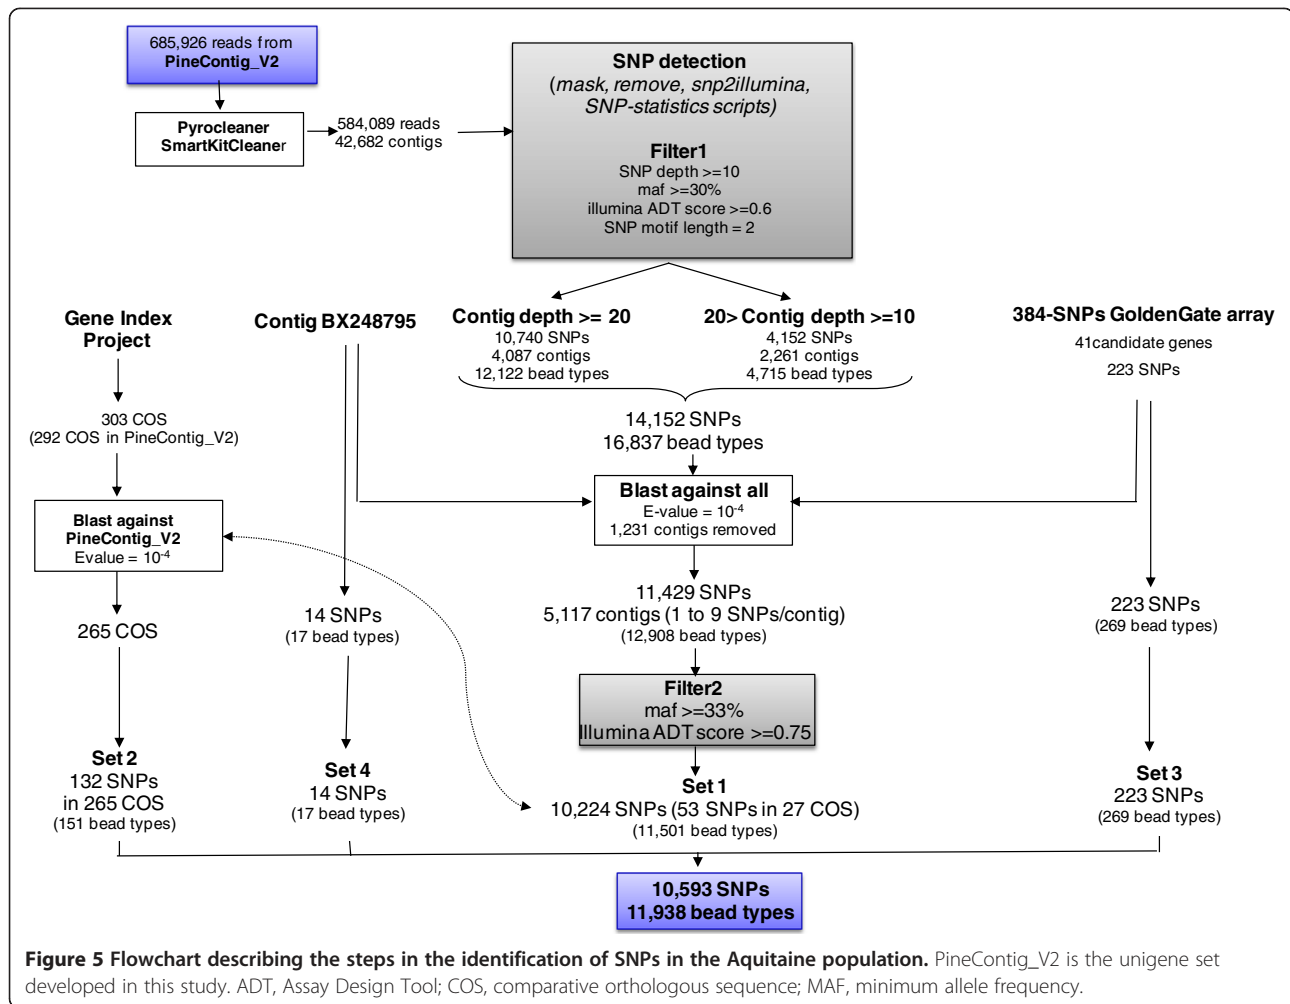 685,926 reads from
PineContig_V2
Pyrocleaner
SmartKitCleaner
584,089 reads
42,682 contigs
SNP detection
(mask, remove, snp2illumina,
SNP-statistics scripts)
Filter1
SNP depth >=10
maf >=30%
illumina ADT score >=0.6
SNP motif length = 2
Gene Index
Project
Contig BX248795
Contig depth >= 20
10,740 SNPs
4,087 contigs
12,122 bead types
20> Contig depth >=10
4,152 SNPs
2,261 contigs
4,715 bead types
384-SNPs GoldenGate array
41candidate genes
223 SNPs
303 COS
(292 COS in PineContig_V2)
14,152 SNPs
16,837 bead types
Blast against
PineContig_V2
Evalue = 10-4
Blast against all
E-value = 10-4
1,231 contigs removed
265 COS
14 SNPs
(17 bead types)
11,429 SNPs
5,117 contigs (1 to 9 SNPs/contig)
(12,908 bead types)
223 SNPs
(269 bead types)
Filter2
maf >=33%
Illumina ADT score >=0.75
Set 2
132 SNPs
in 265 COS
(151 bead types)
Set 4
14 SNPs
(17 bead types)
Set 1
10,224 SNPs (53 SNPs in 27 COS)
(11,501 bead types)
Set 3
223 SNPs
(269 bead types)
10,593 SNPs
11,938 bead types
Figure 5 Flowchart describing the steps in the identification of SNPs in the Aquitaine population. PineContig_V2 is the unigene set
developed in this study. ADT, Assay Design Tool; COS, comparative orthologous sequence; MAF, minimum allele frequency.